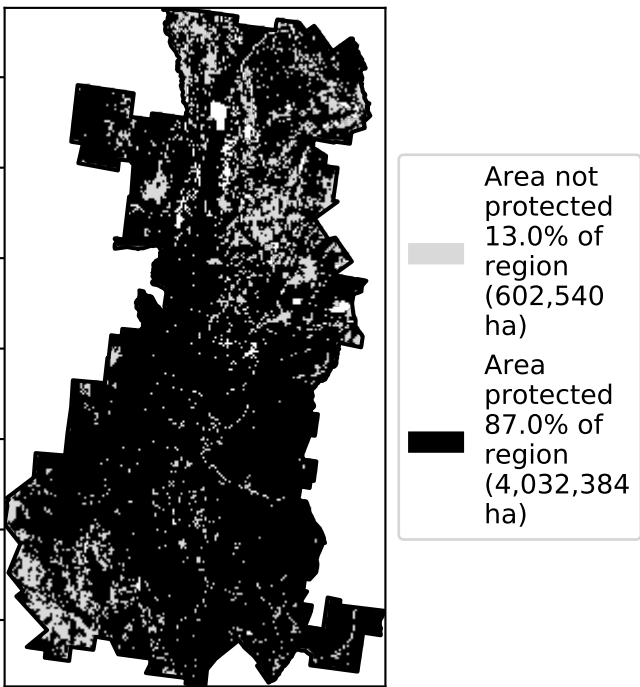 Area not
protected
13.0% of
region
(602,540
ha)
Area
protected
87.0% of
region
(4,032,384
ha)